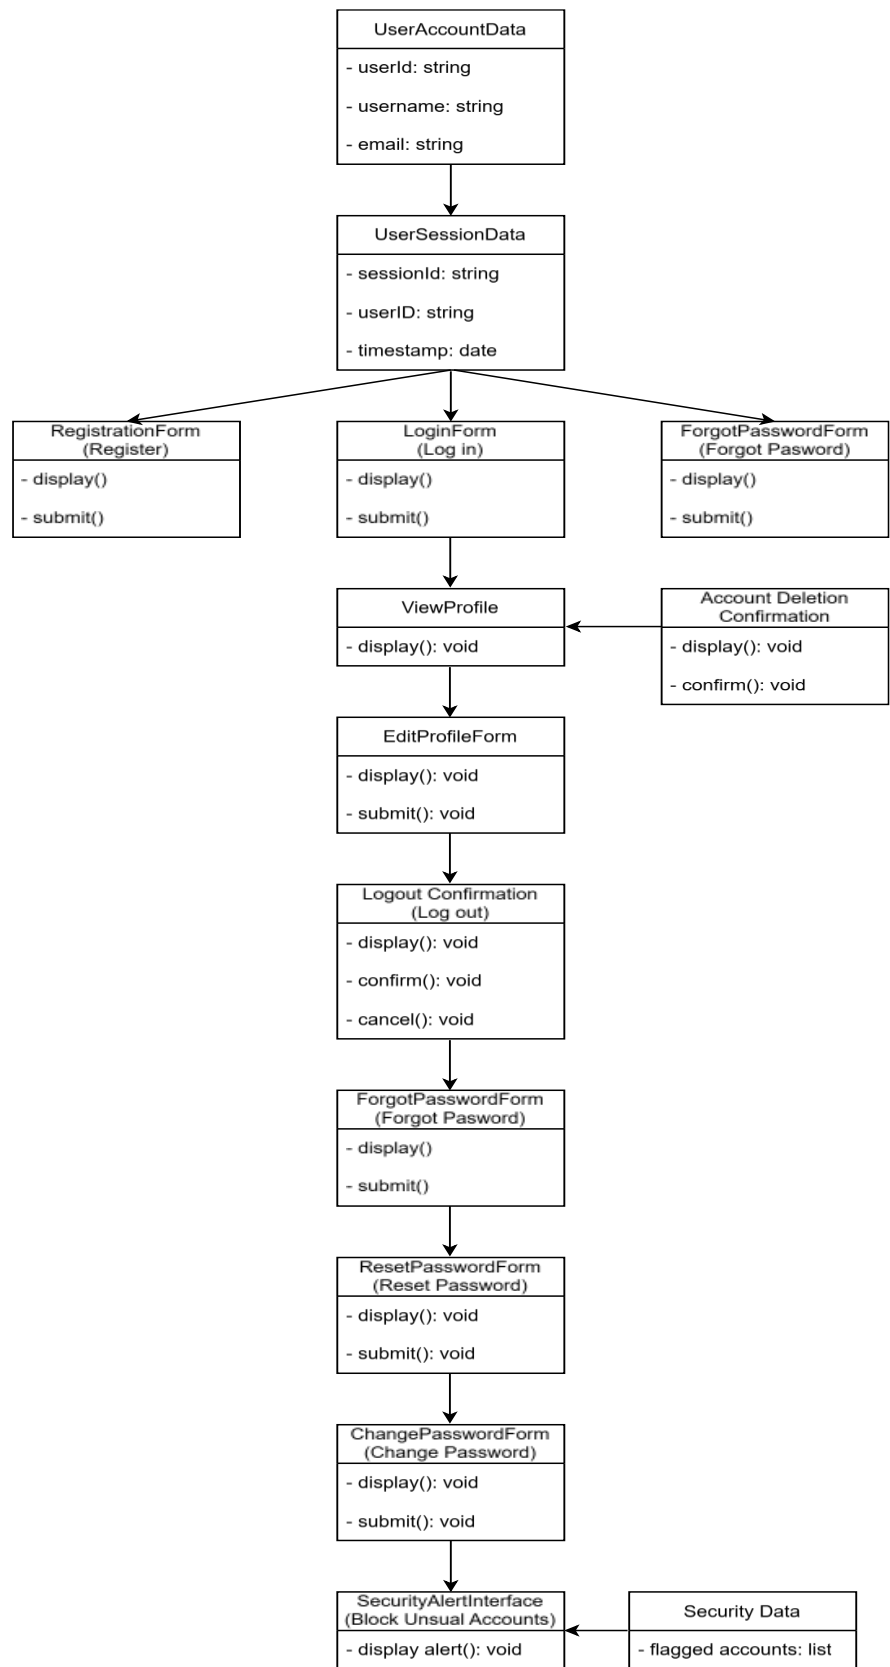 UserAccountData
- userId: string
- username: string
- email: string
UserSessionData
- sessionId: string
- userID: string
- timestamp: date
RegistrationForm
(Register)
- display()
- submit()
LoginForm
(Log in)
- display()
- submit()
ForgotPasswordForm
(Forgot Pasword)
- display()
- submit()
ViewProfile
- display(): void
Account Deletion
Confirmation
- display(): void
- confirm(): void
EditProfileForm
- display(): void
- submit(): void
Logout Confirmation
(Log out)
- display(): void
- confirm(): void
- cancel(): void
ForgotPasswordForm
(Forgot Pasword)
- display()
- submit()
ResetPasswordForm
(Reset Password)
- display(): void
- submit(): void
ChangePasswordForm
(Change Password)
- display(): void
- submit(): void
SecurityAlertInterface
(Block Unsual Accounts)
- display alert(): void
Security Data
- flagged accounts: list